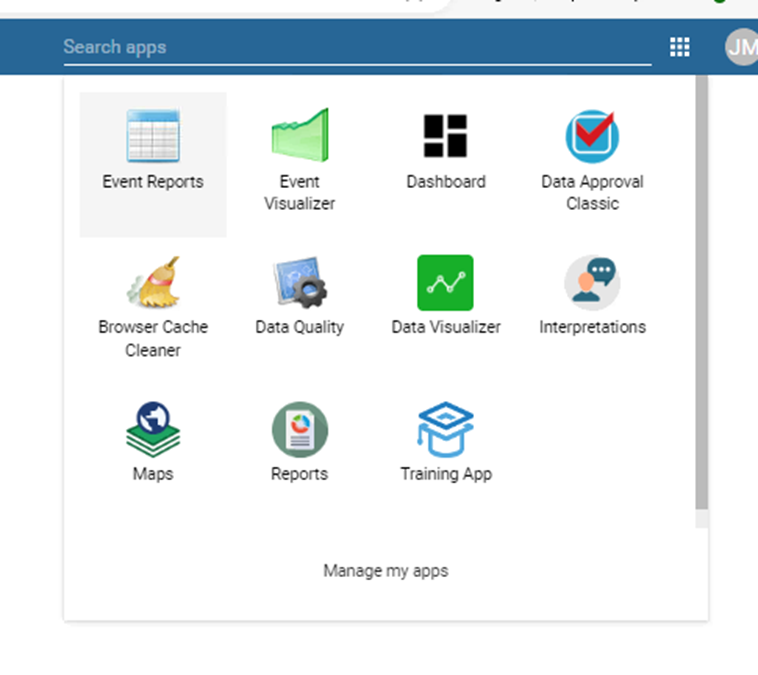 Search apps
JM
Event Reports
Event
Visualizer
Dashboard
Data Approval
Classic
Browser Cache
Cleaner
Data Quality
Data Visualizer
Interpretations
Maps
Reports
Training App
Manage my apps